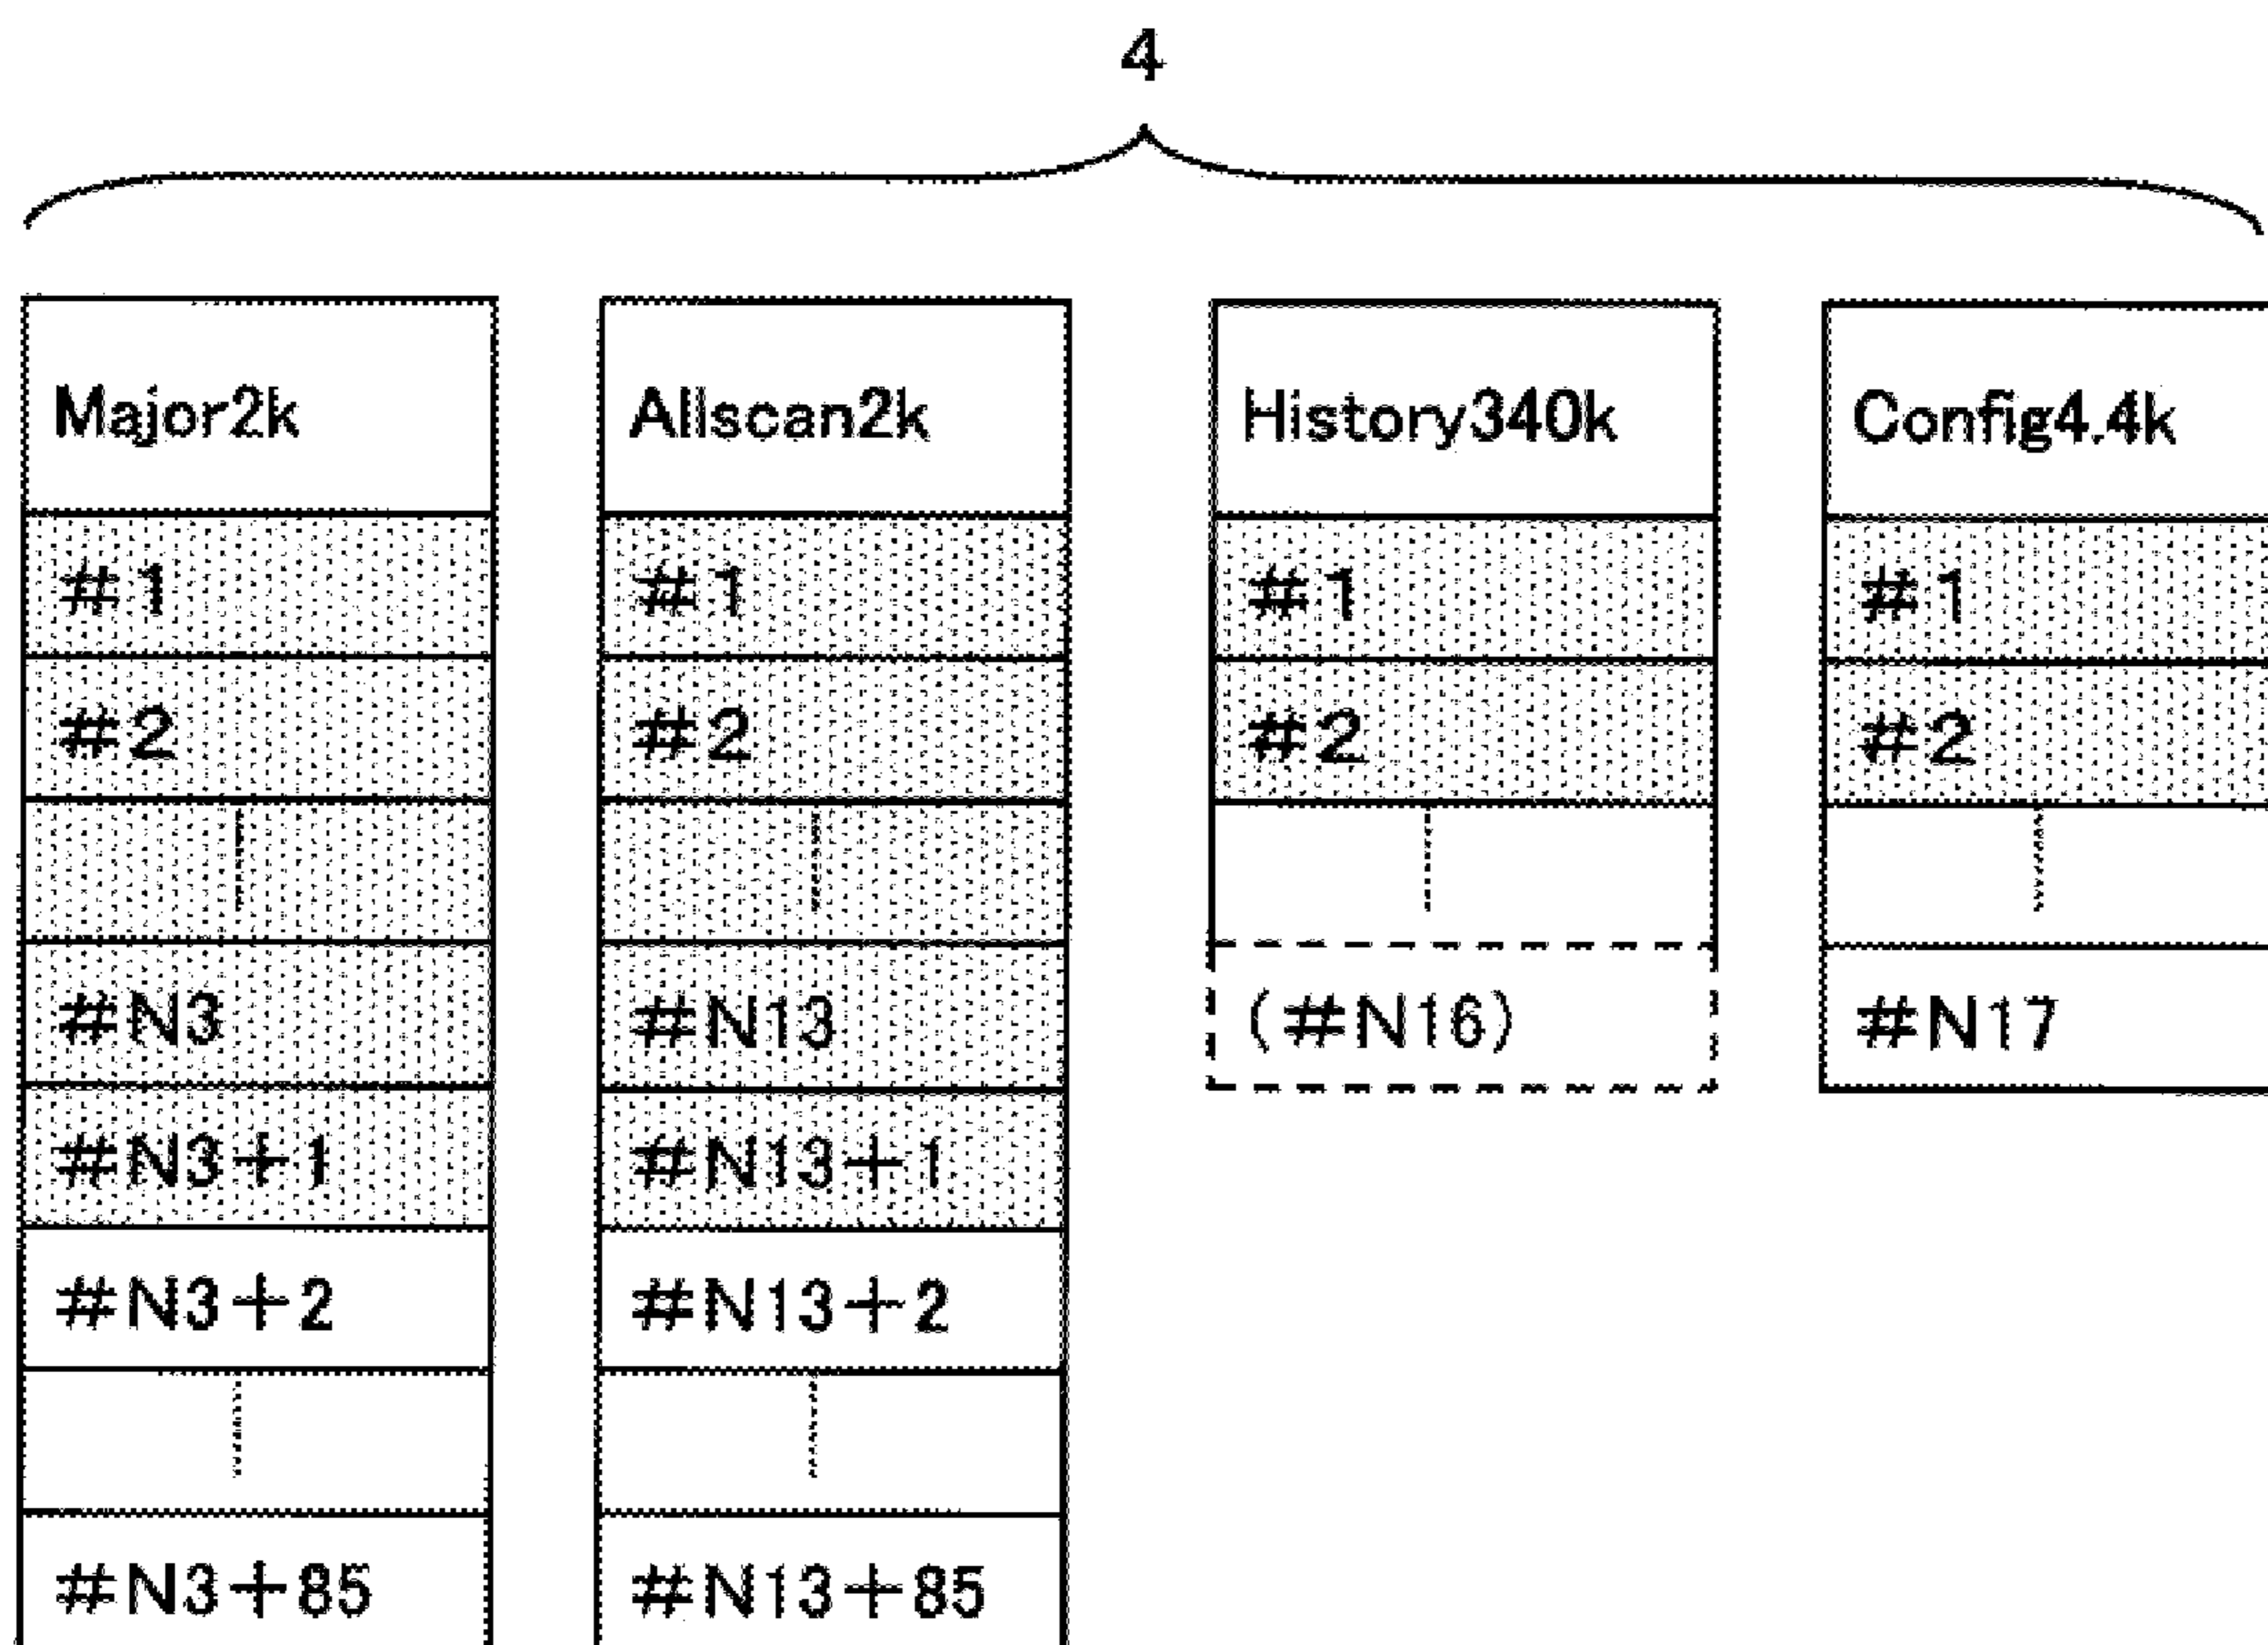 4
Major2k Allscan2k History340k Config4.4k
#1 #1 #1 #1
#2 #2 #2 #2
#N3 #N13 (#N16) #N17
#N3+1 #N13+1
#N3+2 #N13+2
#N3+85 #N13+85